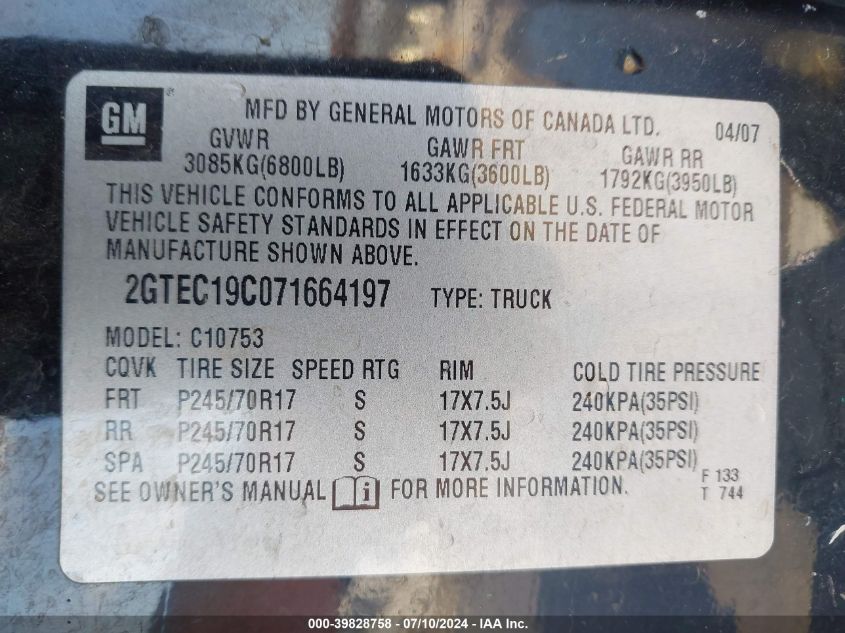 GM MFD BY GENERAL MOTORS OF CANADA LTD. 04/07
GVWR GAWR FRT GAWR RR
3085KG(6800LB) 1633KG(3600LB) 1792KG(3950LB)
THIS VEHICLE CONFORMS TO ALL APPLICABLE U.S. FEDERAL MOTOR
VEHICLE SAFETY STANDARDS IN EFFECT ON THE DATE OF
MANUFACTURE SHOWN ABOVE.
2GTEC19C071664197 TYPE: TRUCK
MODEL: C10753
CQVK TIRE SIZE SPEED RTG RIM COLD TIRE PRESSURE
FRT P245/70R17 S 17X7.5J 240KPA(35PSI)
RR P245/70R17 S 17X7.5J 240KPA(35PSI)
SPA P245/70R17 S 17X7.5J 240KPA(35PSI)
SEE OWNER'S MANUAL i FOR MORE INFORMATION. F 133
T 744
000-39828758 - 07/10/2024 - IAA Inc.